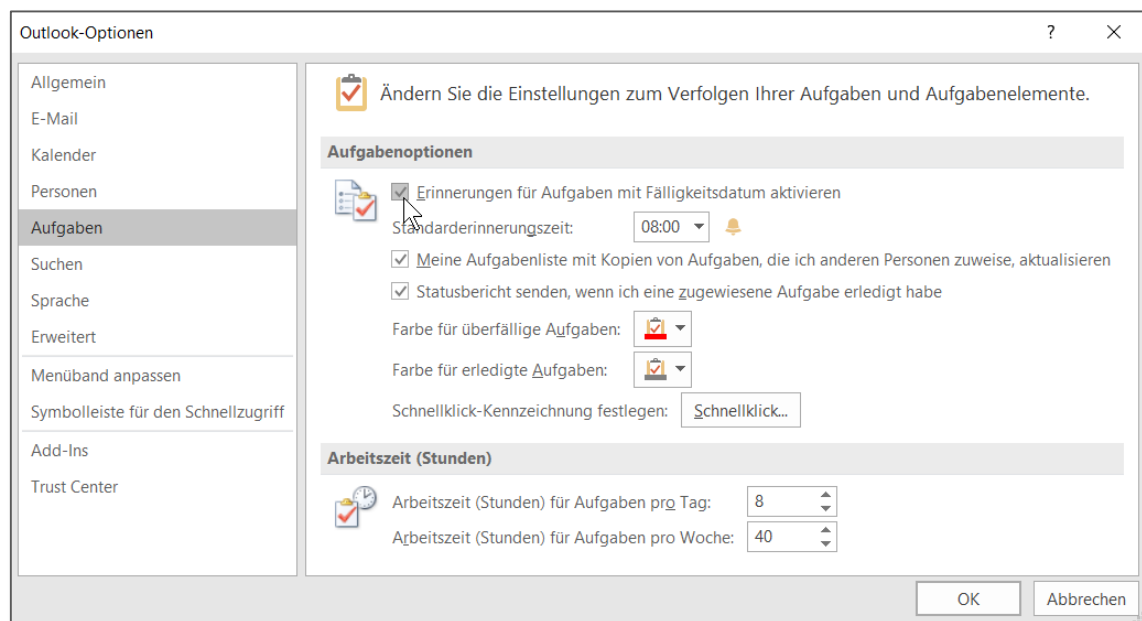 Outlook-Optionen
?
Allgemein
E-Mail
Kalender
Personen
Aufgaben
Suchen
Sprache
Erweitert
Menüband anpassen
Symbolleiste für den Schnellzugriff
Add-Ins
Trust Center
Ändern Sie die Einstellungen zum Verfolgen Ihrer Aufgaben und Aufgabenelemente.
Aufgabenoptionen
Erinnerungen für Aufgaben mit Fälligkeitsdatum aktivieren
Standarderinnerungszeit: 08:00
Meine Aufgabenliste mit Kopien von Aufgaben, die ich anderen Personen zuweise, aktualisieren
Statusbericht senden, wenn ich eine zugewiesene Aufgabe erledigt habe
Farbe für überfällige Aufgaben:
Farbe für erledigte Aufgaben:
Schnellklick-Kennzeichnung festlegen: Schnellklick...
Arbeitszeit (Stunden)
Arbeitszeit (Stunden) für Aufgaben pro Tag: 8
Arbeitszeit (Stunden) für Aufgaben pro Woche: 40
OK Abbrechen